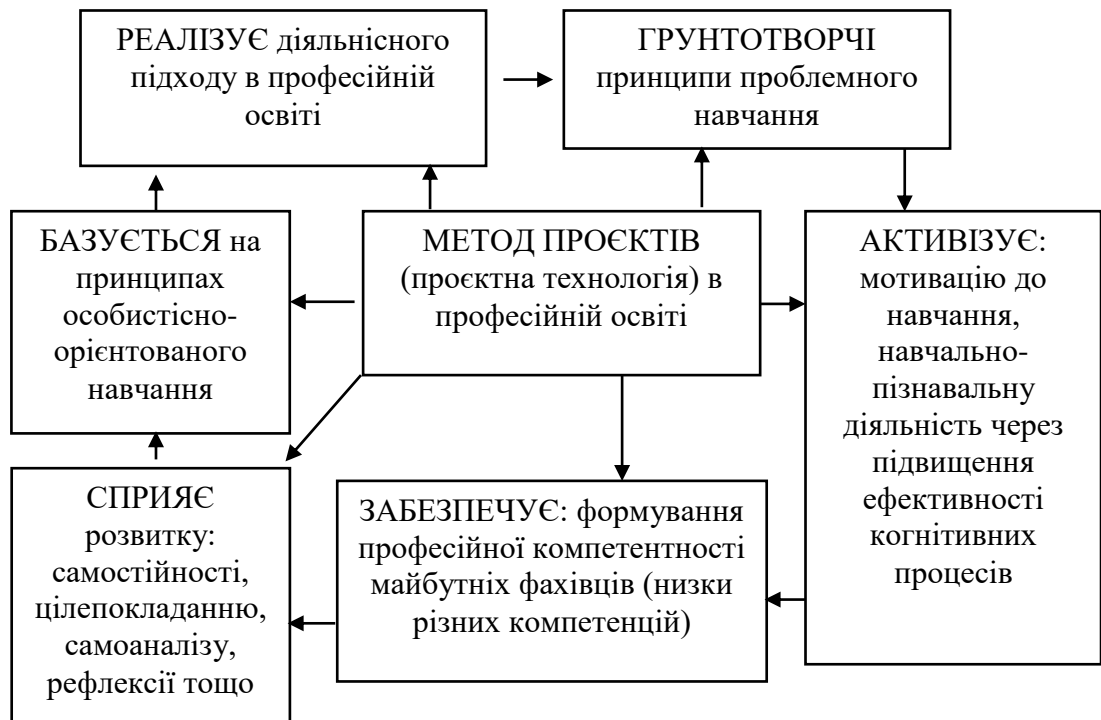 РЕАЛІЗУЄ діяльнісного
підходу в професійній
освіті
ГРУНТОТВОРЧІ
принципи проблемного
навчання
БАЗУЄТЬСЯ на
принципах
особистісно-
орієнтованого
навчання
МЕТОД ПРОЄКТІВ
(проєктна технологія) в
професійній освіті
АКТИВІЗУЄ:
мотивацію до
навчання,
навчально-
пізнавальну
діяльність через
підвищення
ефективності
когнітивних
процесів
СПРИЯЄ
розвитку:
самостійності,
цілепокладанню,
самоаналізу,
рефлексії тощо
ЗАБЕЗПЕЧУЄ: формування
професійної компетентності
майбутніх фахівців (низки
різних компетенцій)